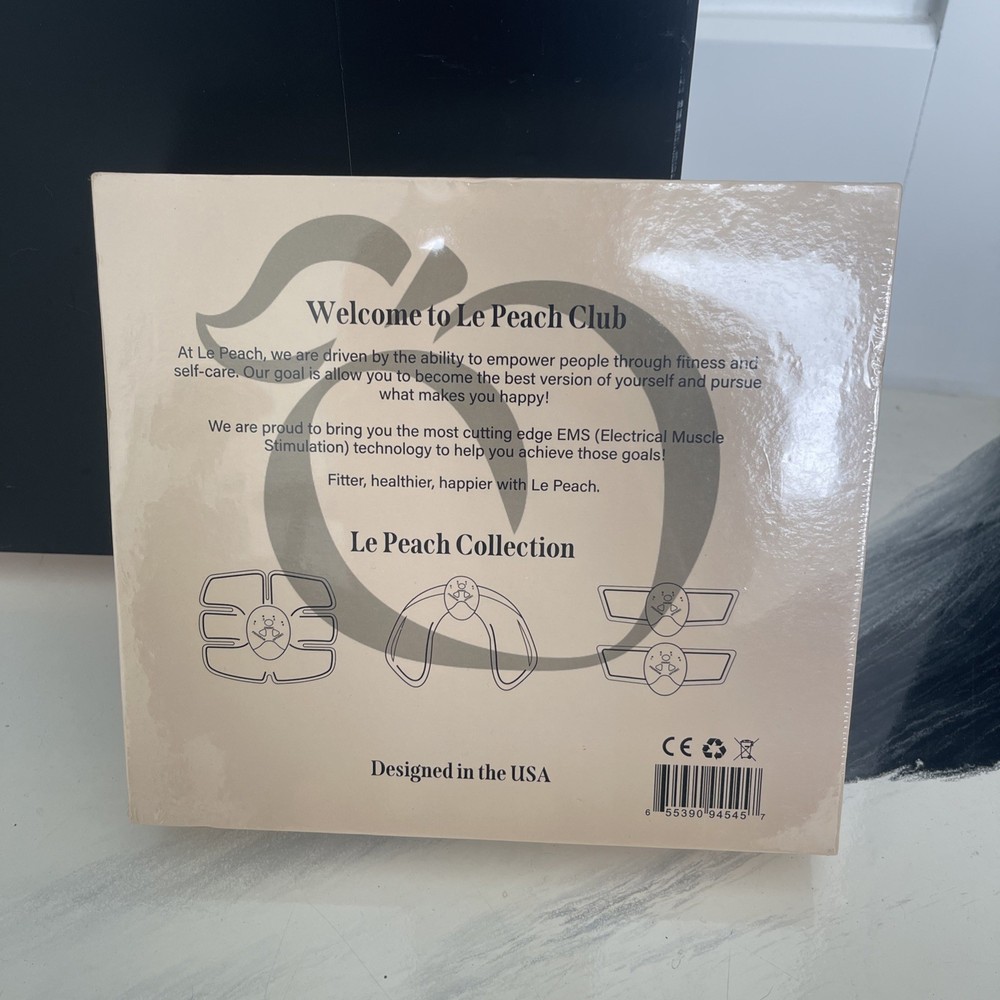 Welcome to Le Peach Club
At Le Peach, we are driven by the ability to empower people through fitness and
self-care. Our goal is allow you to become the best version of yourself and pursue
what makes you happy!
We are proud to bring you the most cutting edge EMS (Electrical Muscle
Stimulation) technology to help you achieve those goals!
Fitter, healthier, happier with Le Peach.
Le Peach Collection
Designed in the USA
CE
6 55390 94545 7